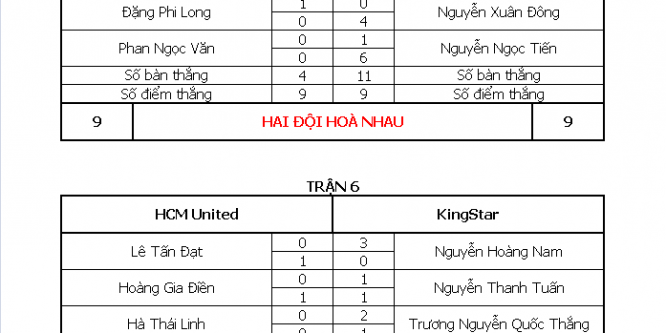 1 0
Đặng Phi Long Nguyễn Xuân Đông
0 4
0 1
Phan Ngọc Văn Nguyễn Ngọc Tiến
0 6
Số bàn thắng 4 11 Số bàn thắng
Số điểm thắng 9 9 Số điểm thắng
9 HAI ĐỘI HOÀ NHAU 9
TRẬN 6
HCM United KingStar
0 3
Lê Tấn Đạt Nguyễn Hoàng Nam
1 0
0 1
Hoàng Gia Điền Nguyễn Thanh Tuấn
1 1
0 2
Hà Thái Linh Trương Nguyễn Quốc Thắng
0 1